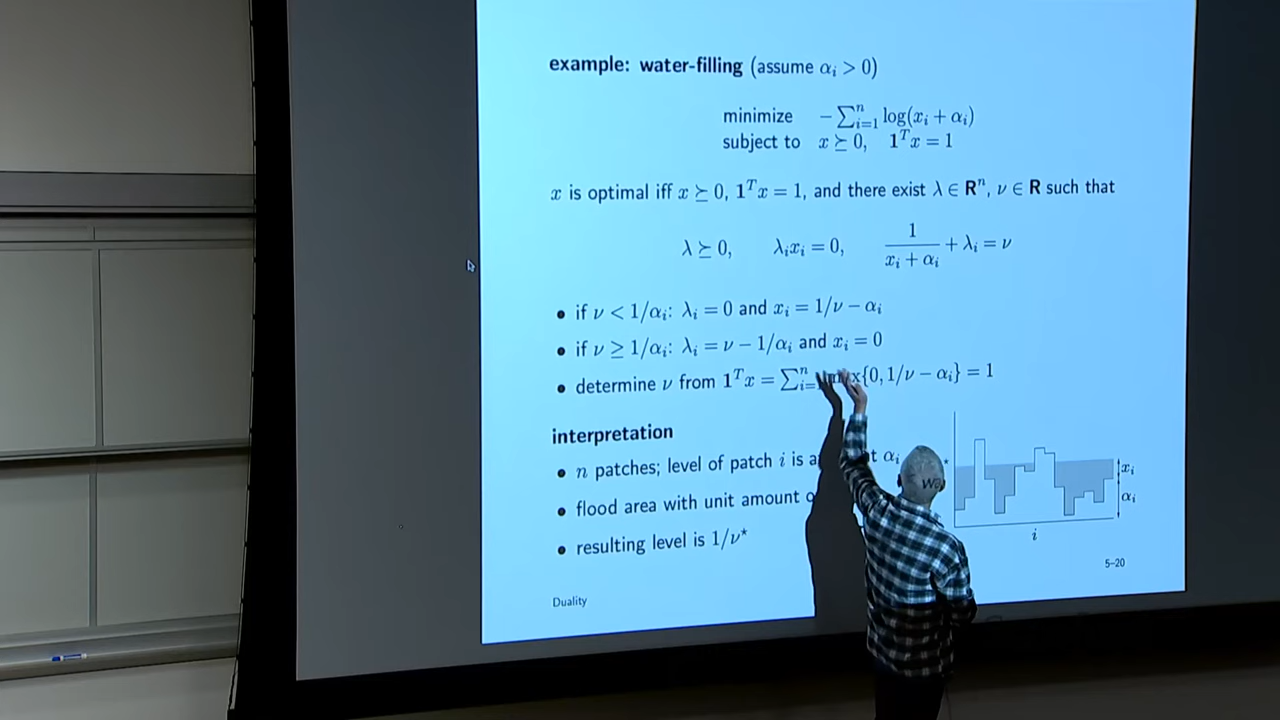 example: water-filling (assume αᵢ > 0)
minimize −∑ⁿᵢ₌₁ log(xᵢ + αᵢ)
subject to x ⪰ 0, 1ᵀx = 1
x is optimal iff x ⪰ 0, 1ᵀx = 1, and there exist λ ∈ Rⁿ, ν ∈ R such that
λ ⪰ 0, λᵢxᵢ = 0, 1/(xᵢ + αᵢ) + λᵢ = ν
• if ν < 1/αᵢ: λᵢ = 0 and xᵢ = 1/ν − αᵢ
• if ν ≥ 1/αᵢ: λᵢ = ν − 1/αᵢ and xᵢ = 0
• determine ν from 1ᵀx = ∑ⁿᵢ₌ x{0, 1/ν − αᵢ} = 1
interpretation
• n patches; level of patch i is a t αᵢ
• flood area with unit amount
• resulting level is 1/ν⋆
xᵢ
αᵢ
i
5–20
Duality